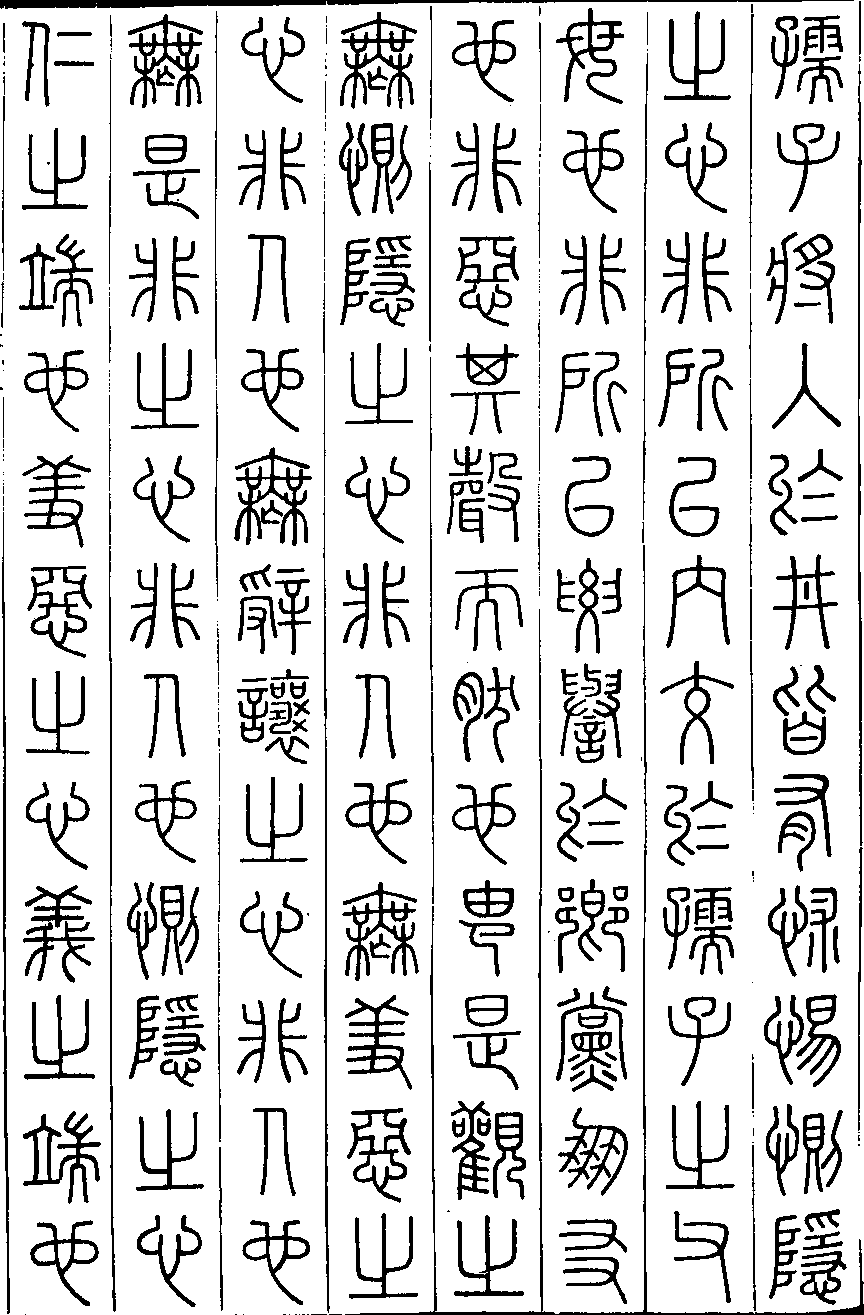 孺子將入於井皆有怵惕惻隱
之心非所以內交於孺子之父
母也非所以要譽於鄉黨朋友
也非惡其聲而然也由是觀之
無惻隱之心非人也無羞惡之
心非人也無辭讓之心非人也
無是非之心非人也惻隱之心
仁之端也羞惡之心義之端也